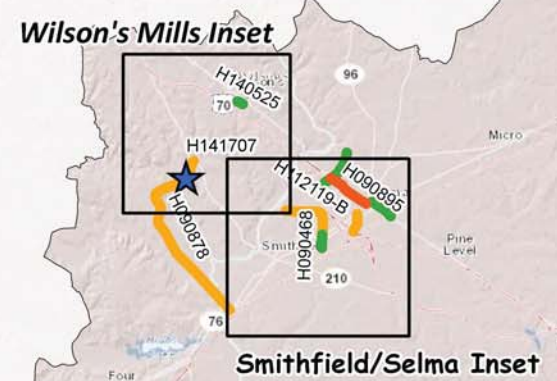 Wilson's Mills Inset
96
H140525
70
Micro
H141707
H112119-B
H090895
H090878
H090468
Smith
Pine
Level
210
76
Smithfield/Selma Inset
Four